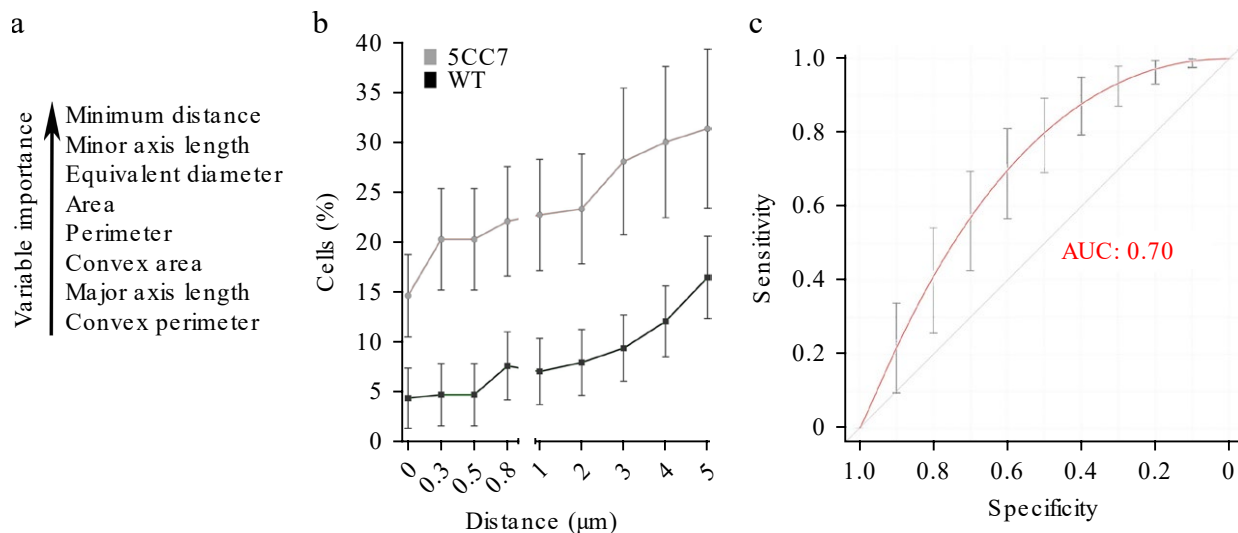 a
Variable importance
Minimum distance
Minor axis length
Equivalent diameter
Area
Perimeter
Convex area
Major axis length
Convex perimeter
b
5CC7
WT
Cells (%)
40
35
30
25
20
15
10
5
0
0
0.3
0.5
0.8
1
2
3
4
5
Distance (μm)
c
Sensitivity
1.0
0.8
0.6
0.4
0.2
0
AUC: 0.70
1.0
0.8
0.6
0.4
0.2
0
Specificity